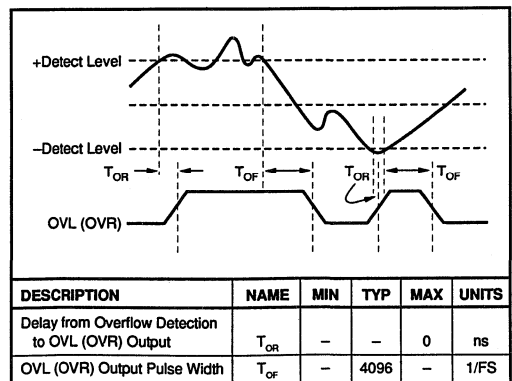 +Detect Level
–Detect Level
TOR TOF TOR TOF
OVL (OVR)
DESCRIPTION NAME MIN TYP MAX UNITS
Delay from Overflow Detection
to OVL (OVR) Output TOR – – 0 ns
OVL (OVR) Output Pulse Width TOF – 4096 – 1/FS